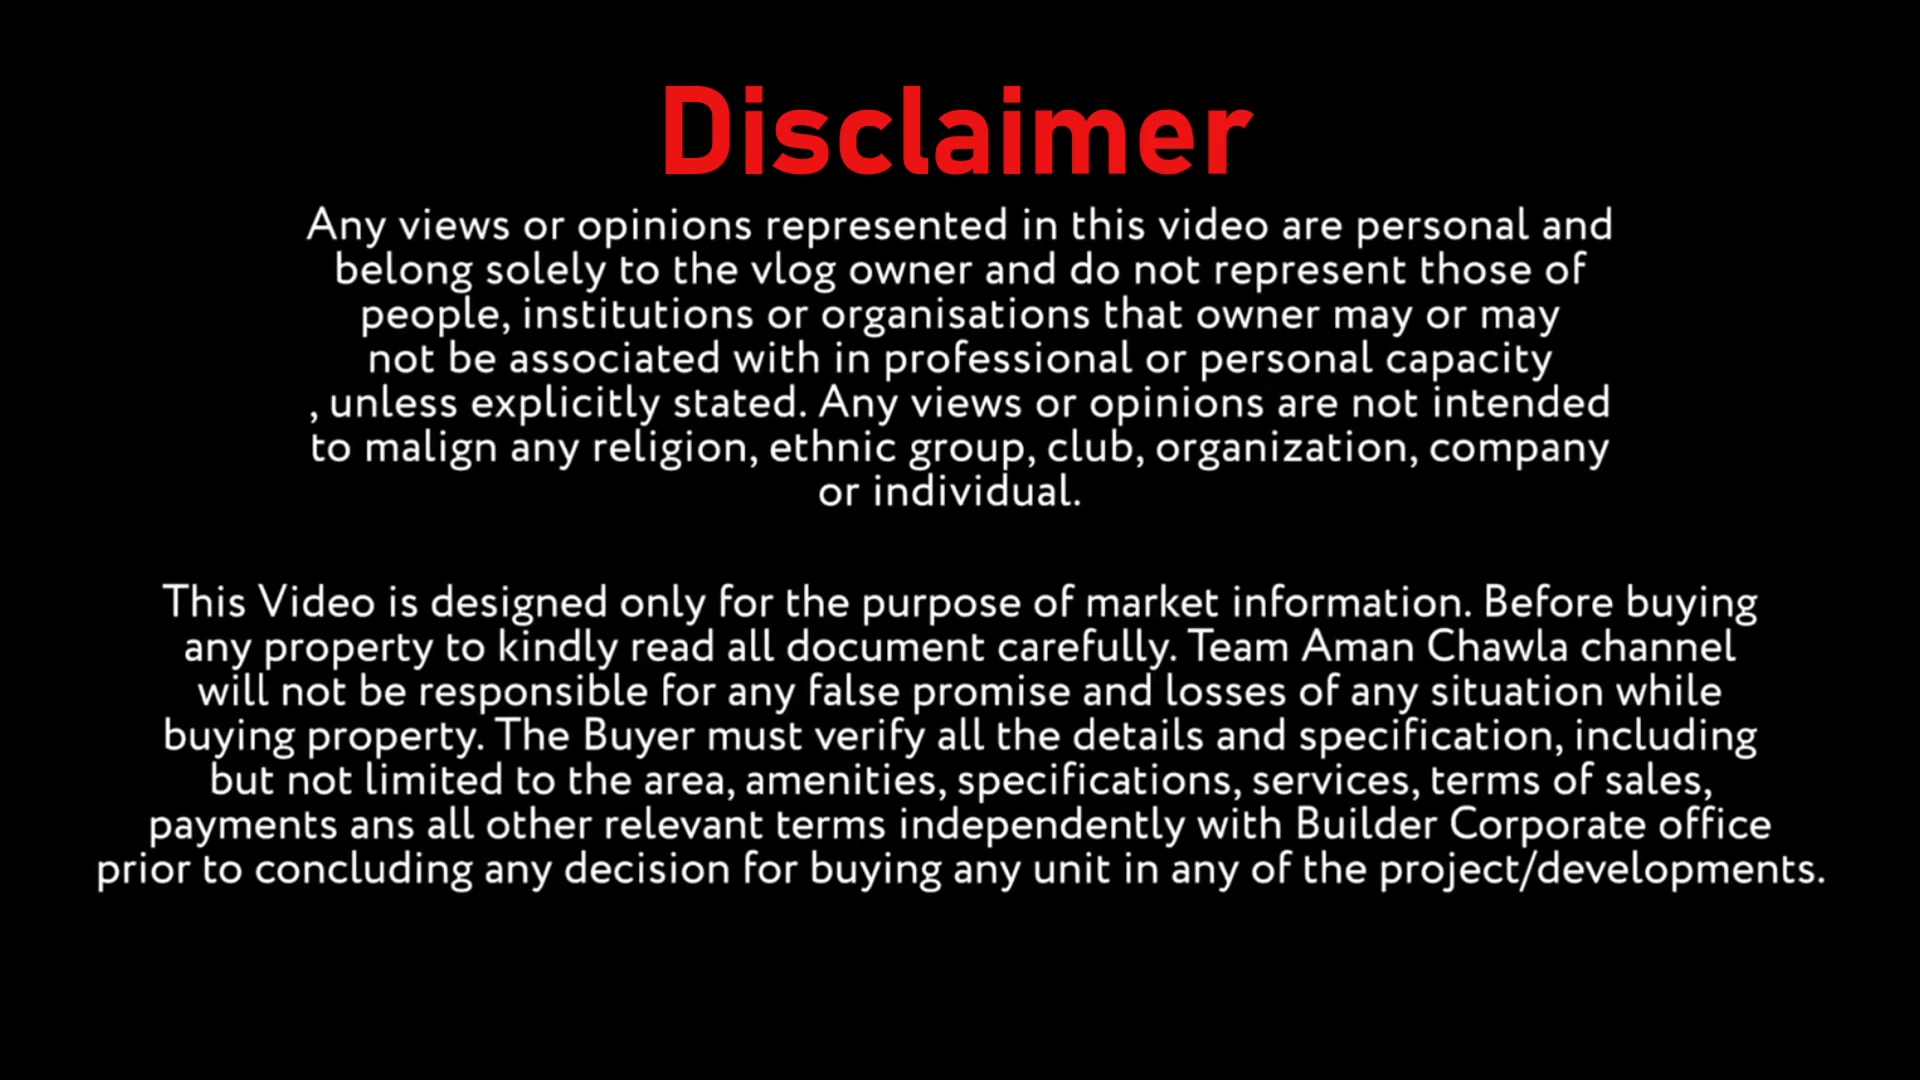 Disclaimer
Any views or opinions represented in this video are personal and
belong solely to the vlog owner and do not represent those of
people, institutions or organisations that owner may or may
not be associated with in professional or personal capacity
, unless explicitly stated. Any views or opinions are not intended
to malign any religion, ethnic group, club, organization, company
or individual.
This Video is designed only for the purpose of market information. Before buying
any property to kindly read all document carefully. Team Aman Chawla channel
will not be responsible for any false promise and losses of any situation while
buying property. The Buyer must verify all the details and specification, including
but not limited to the area, amenities, specifications, services, terms of sales,
payments ans all other relevant terms independently with Builder Corporate office
prior to concluding any decision for buying any unit in any of the project/developments.